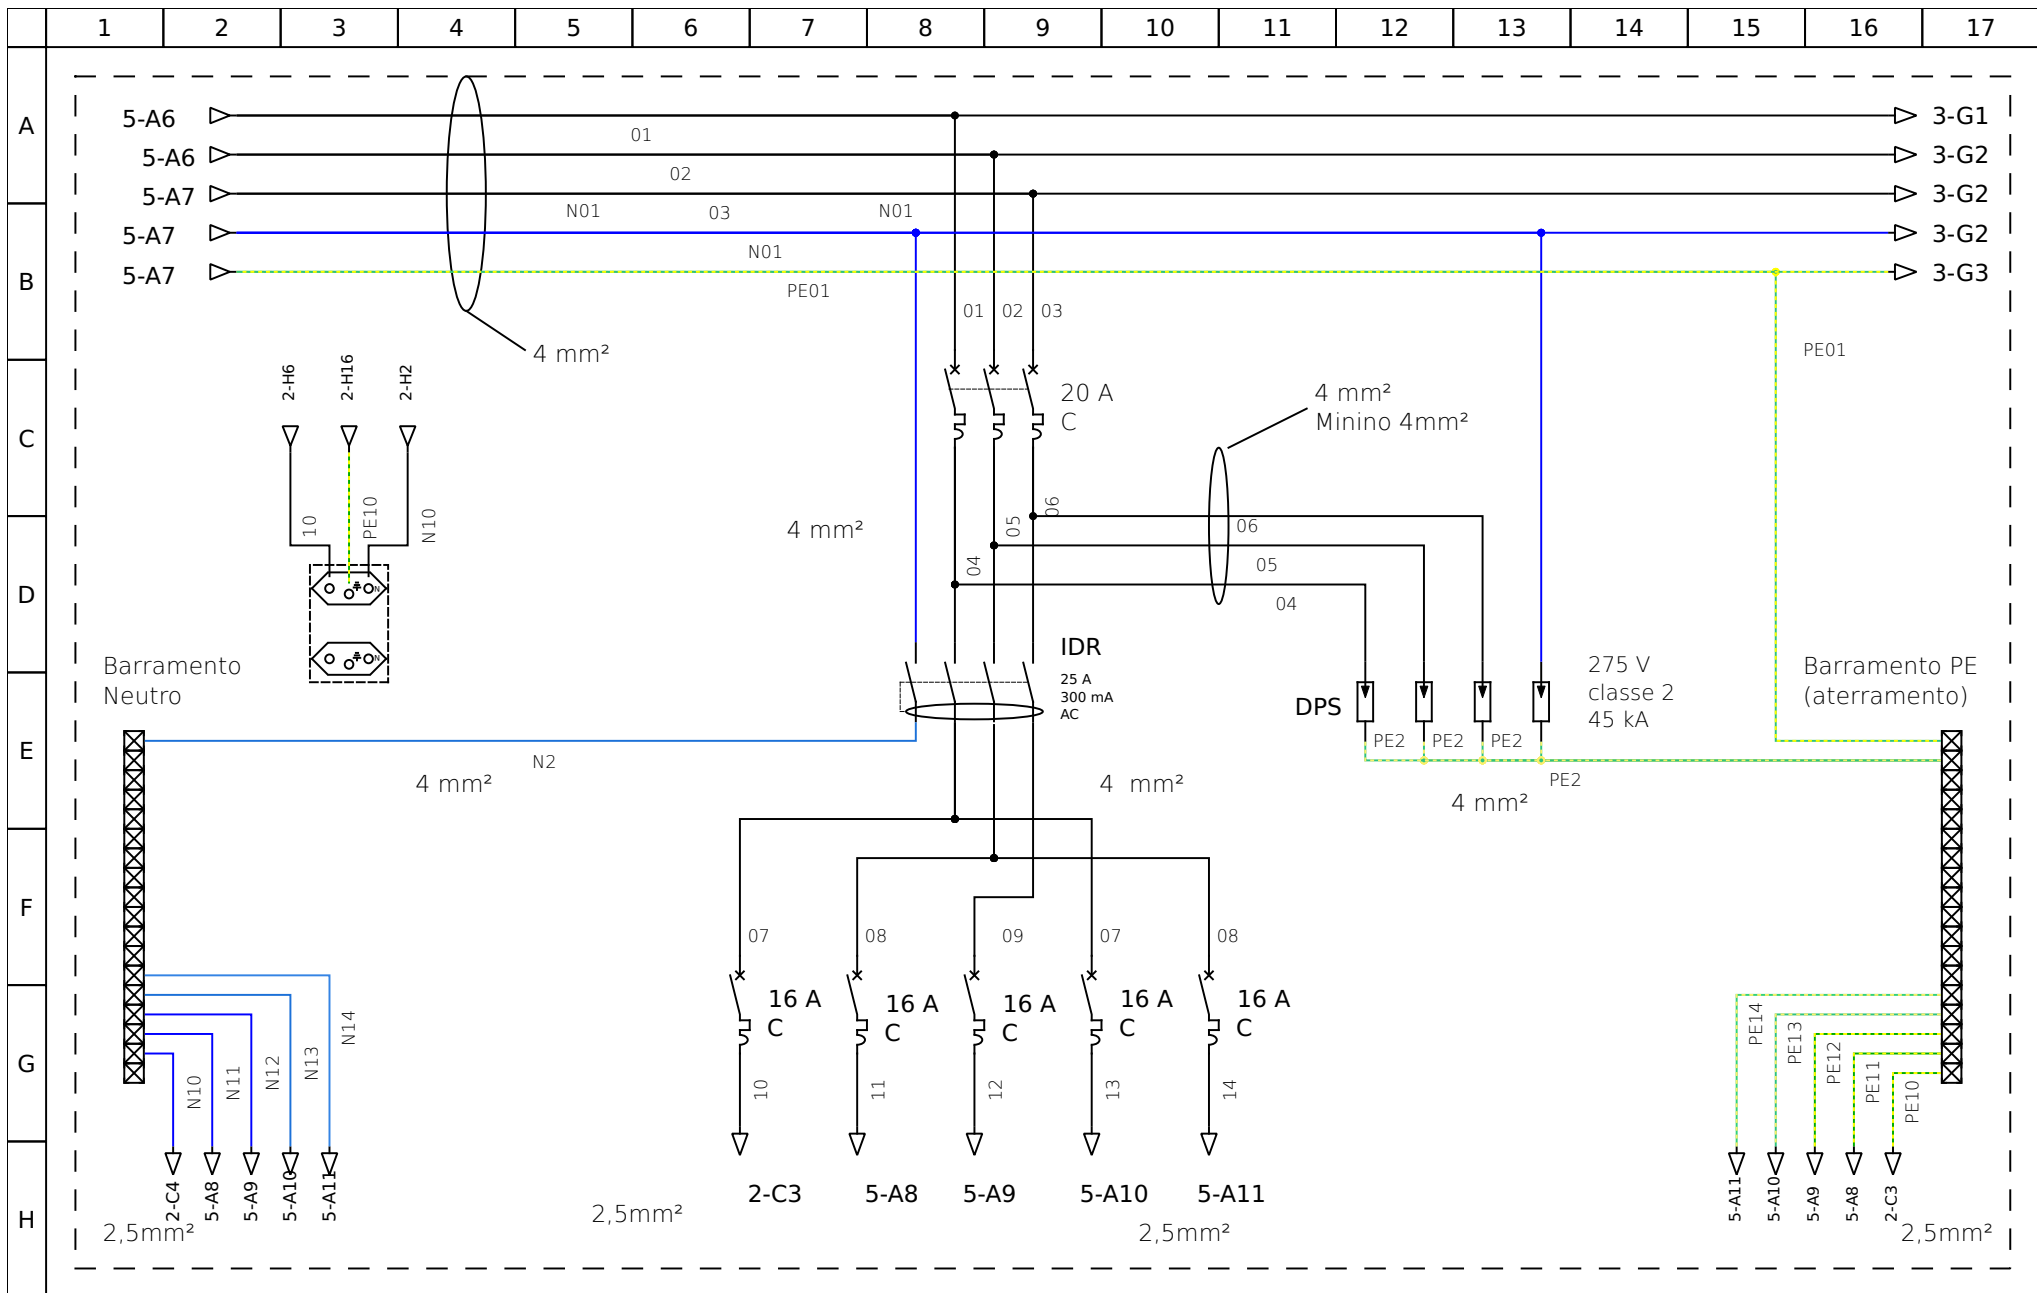 1 2 3 4 5 6 7 8 9 10 11 12 13 14 15 16 17
A
B
C
D
E
F
G
H
5-A6
3-G1
01
5-A6
3-G2
02
5-A7
3-G2
N01 03 N01
5-A7
3-G2
N01
5-A7
3-G3
PE01
01 02 03
4 mm²
PE01
2-H6
2-H16
2-H2
10
PE10
N10
N
N
20 A
C
4 mm²
Minino 4mm²
4 mm²
04
05
06
06
05
04
IDR
25 A
300 mA
AC
DPS
275 V
classe 2
45 kA
PE2 PE2 PE2
PE2
4 mm²
Barramento
Neutro
Barramento PE
(aterramento)
N2
4 mm²
4 mm²
07 08 09 07 08
16 A
C
16 A
C
16 A
C
16 A
C
16 A
C
10
11
12
13
14
2-C3 5-A8 5-A9 5-A10 5-A11
2,5mm²
2,5mm²
N10
N11
N12
N13
N14
2-C4
5-A8
5-A9
5-A10
5-A11
2,5mm²
PE14
PE13
PE12
PE11
PE10
5-A11
5-A10
5-A9
5-A8
2-C3
2,5mm²